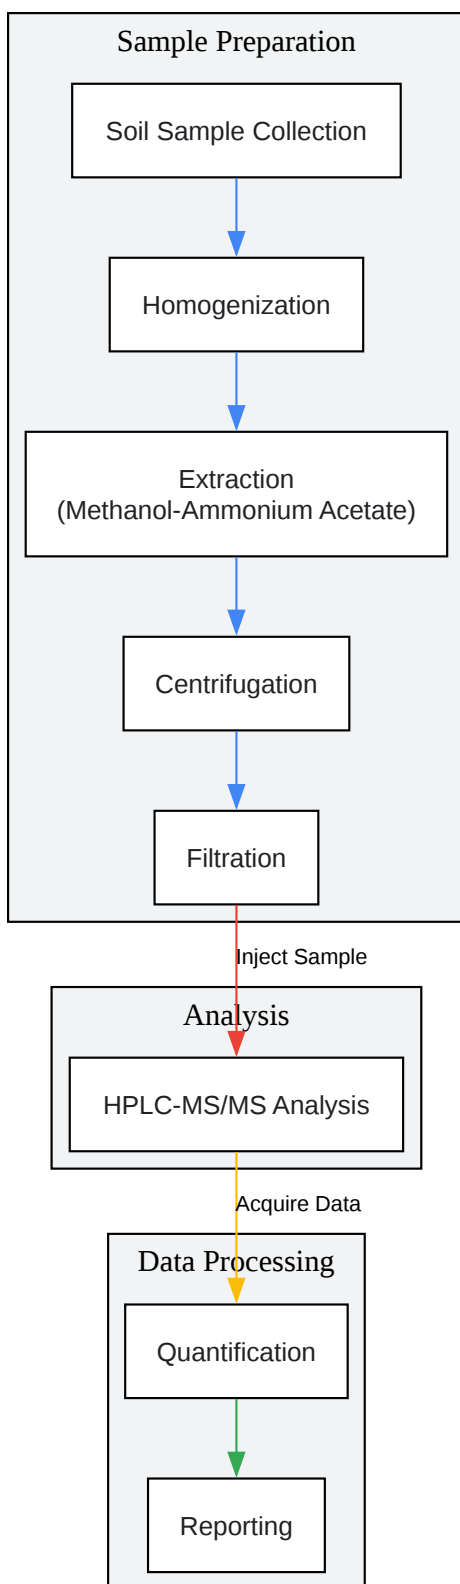 Sample Preparation
Soil Sample Collection
Homogenization
Extraction
(Methanol-Ammonium Acetate)
Centrifugation
Filtration
Inject Sample
Analysis
HPLC-MS/MS Analysis
Acquire Data
Data Processing
Quantification
Reporting